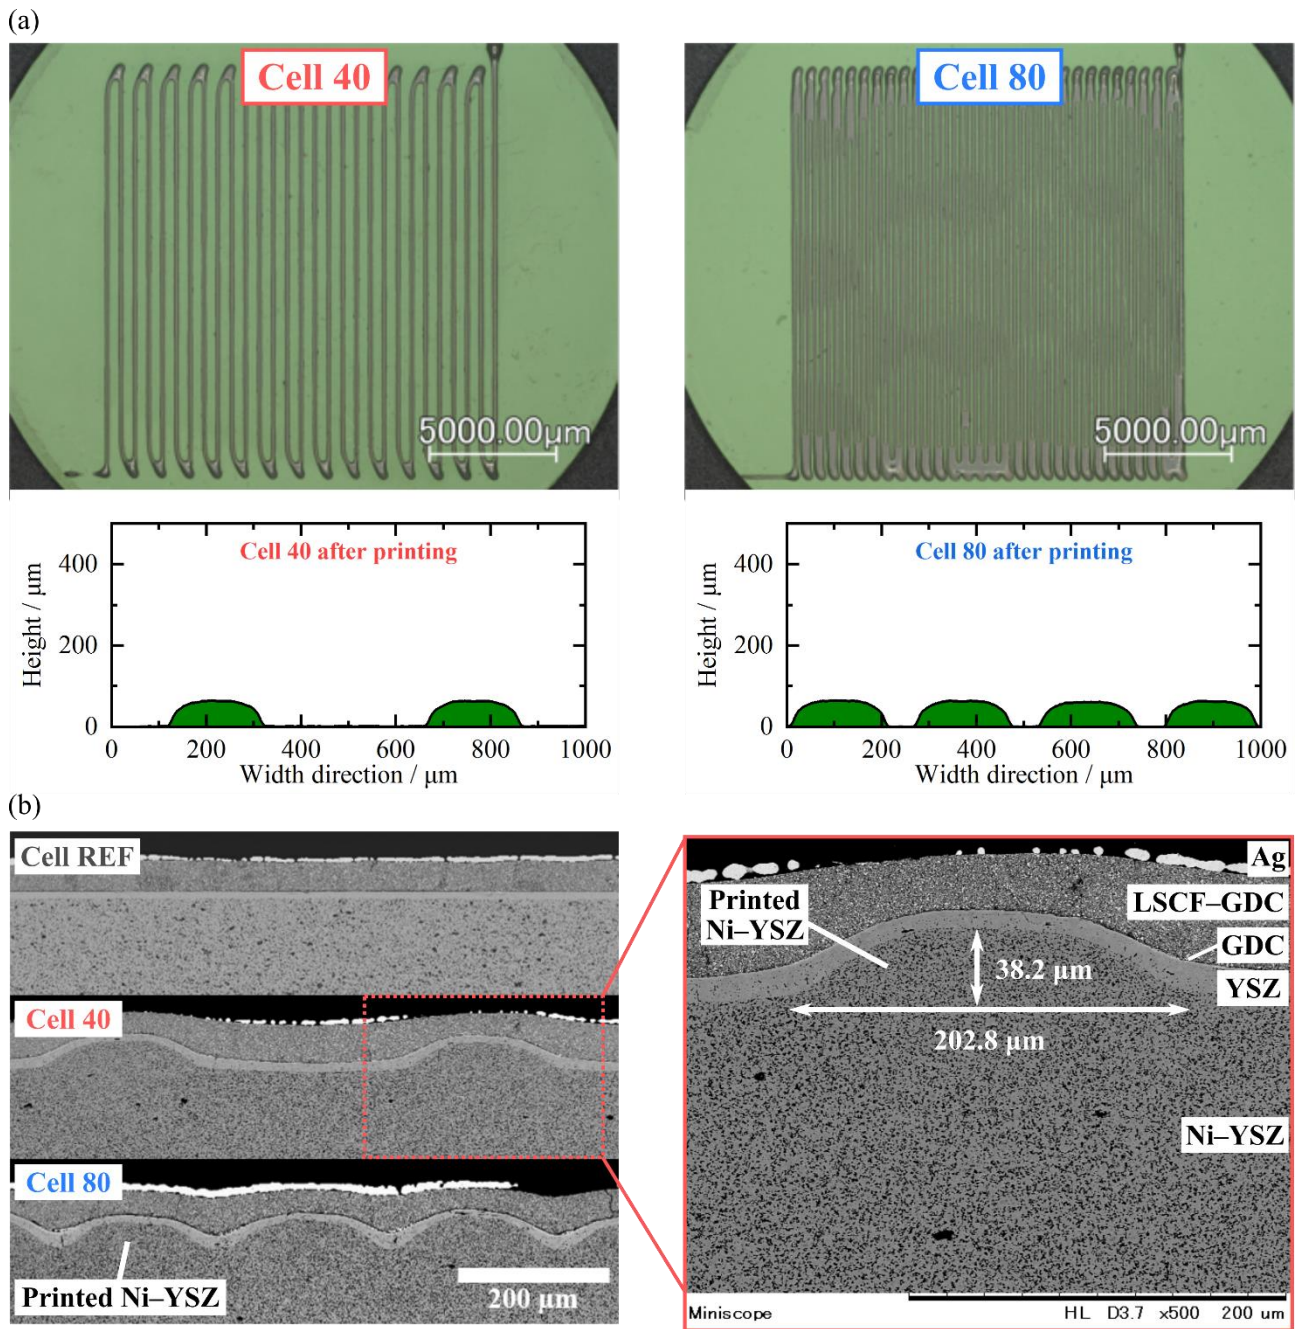 (a)
Cell 40
Cell 80
5000.00μm
5000.00μm
Cell 40 after printing
Height / μm
400
200
0
0 200 400 600 800 1000
Width direction / μm
Cell 80 after printing
Height / μm
400
200
0
0 200 400 600 800 1000
Width direction / μm
(b)
Cell REF
Cell 40
Cell 80
Printed Ni–YSZ
200 μm
Ag
LSCF–GDC
Printed
Ni–YSZ
GDC
YSZ
38.2 μm
202.8 μm
Ni–YSZ
Miniscope HL D3.7 x500 200 um